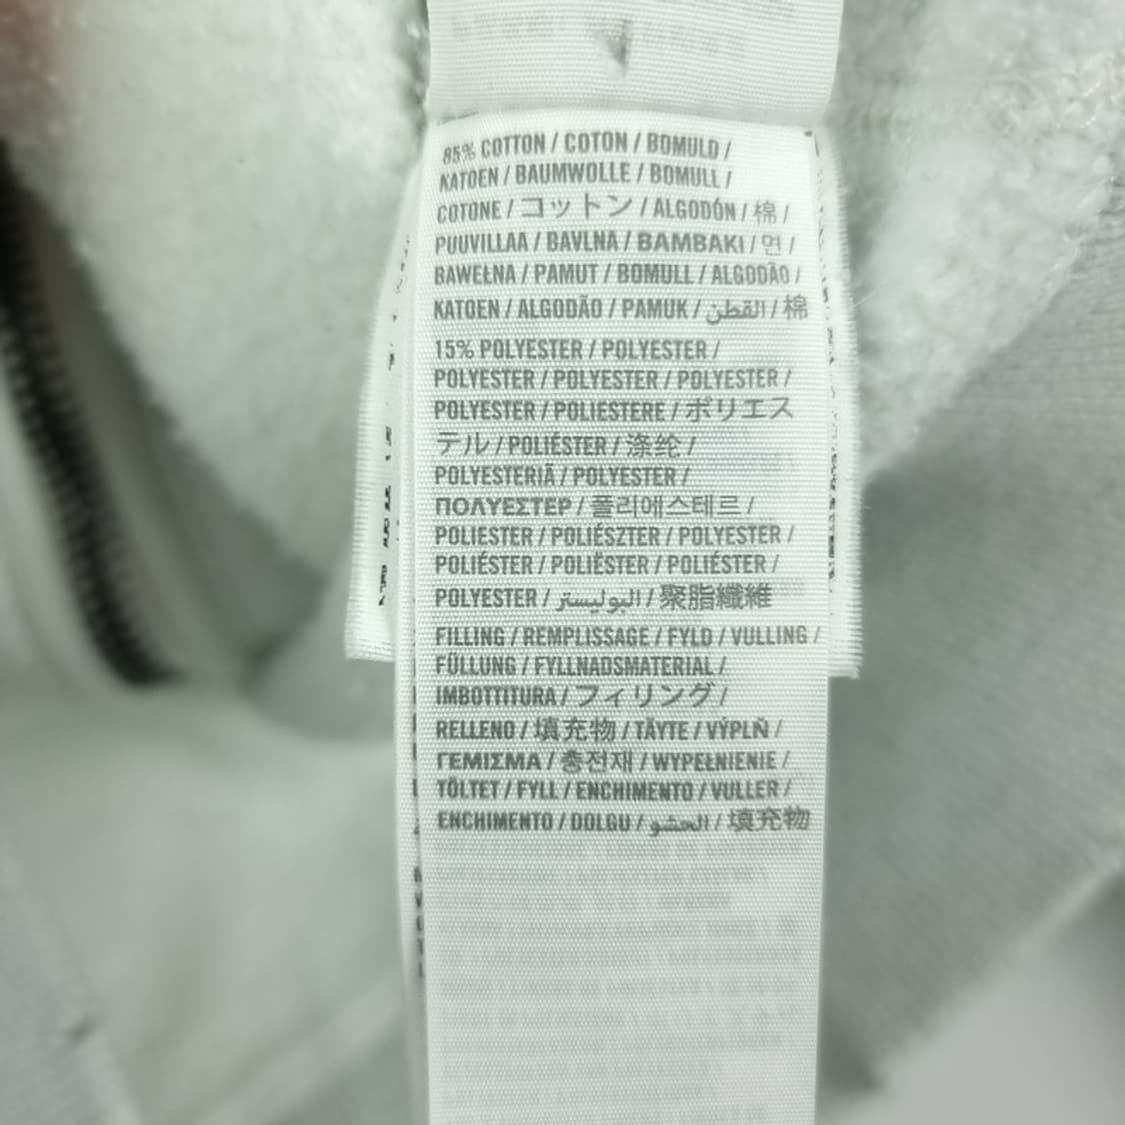 85% COTTON / COTON / BOMULD /
KATOEN / BAUMWOLLE / BOMULL /
COTONE / コットン / ALGODÓN / 棉 /
PUUVILLAA / BAVLNA / BAMBAKI / 면 /
BAWEŁNA / PAMUT / BOMULL / ALGODÃO /
KATOEN / ALGODÃO / PAMUK / القطن / 棉
15% POLYESTER / POLYESTER /
POLYESTER / POLYESTER / POLYESTER /
POLYESTER / POLIESTERE / ポリエス
テル / POLIÉSTER / 涤纶 /
POLYESTERIÄ / POLYESTER /
ΠΟΛΥΕΣΤΕΡ / 폴리에스테르 /
POLIESTER / POLIÉSZTER / POLYESTER /
POLIÉSTER / POLIËSTER / POLIÉSTER /
POLYESTER / البوليستر / 聚脂纖維
FILLING / REMPLISSAGE / FYLD / VULLING /
FÜLLUNG / FYLLNADSMATERIAL /
IMBOTTITURA / フィリング /
RELLENO / 填充物 / TÄYTE / VÝPLŇ /
ΓΕΜΙΣΜΑ / 충전재 / WYPEŁNIENIE /
TÖLTET / FYLL / ENCHIMENTO / VULLER /
ENCHIMENTO / DOLGU / الحشو / 填充物